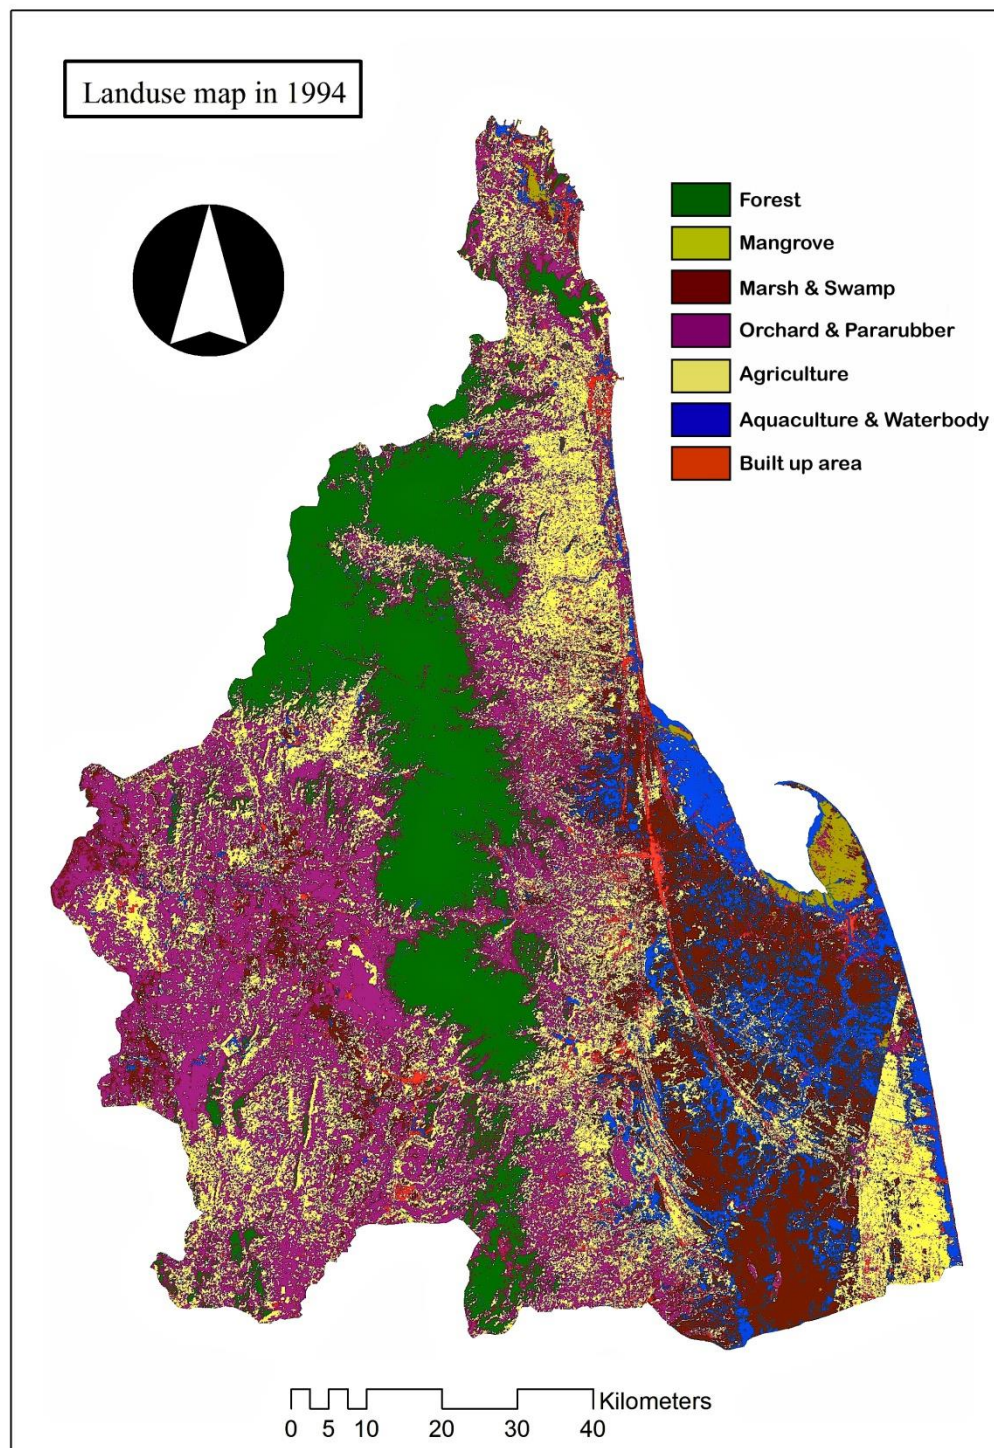 Landuse map in 1994
Forest
Mangrove
Marsh & Swamp
Orchard & Pararubber
Agriculture
Aquaculture & Waterbody
Built up area
Kilometers
0 5 10 20 30 40